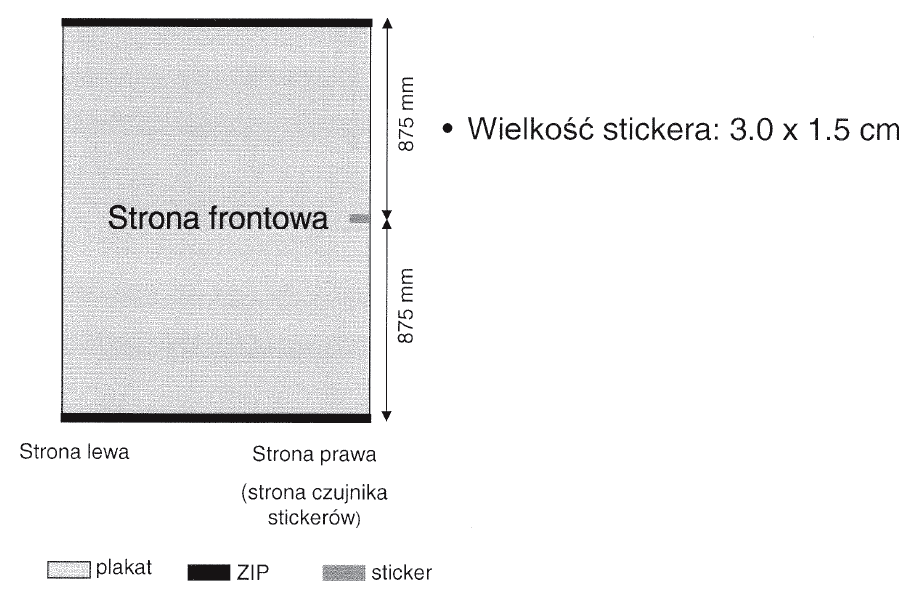 875 mm
• Wielkość stickera: 3.0 x 1.5 cm
Strona frontowa
875 mm
Strona lewa
Strona prawa
(strona czujnika
stickerów)
plakat
ZIP
sticker